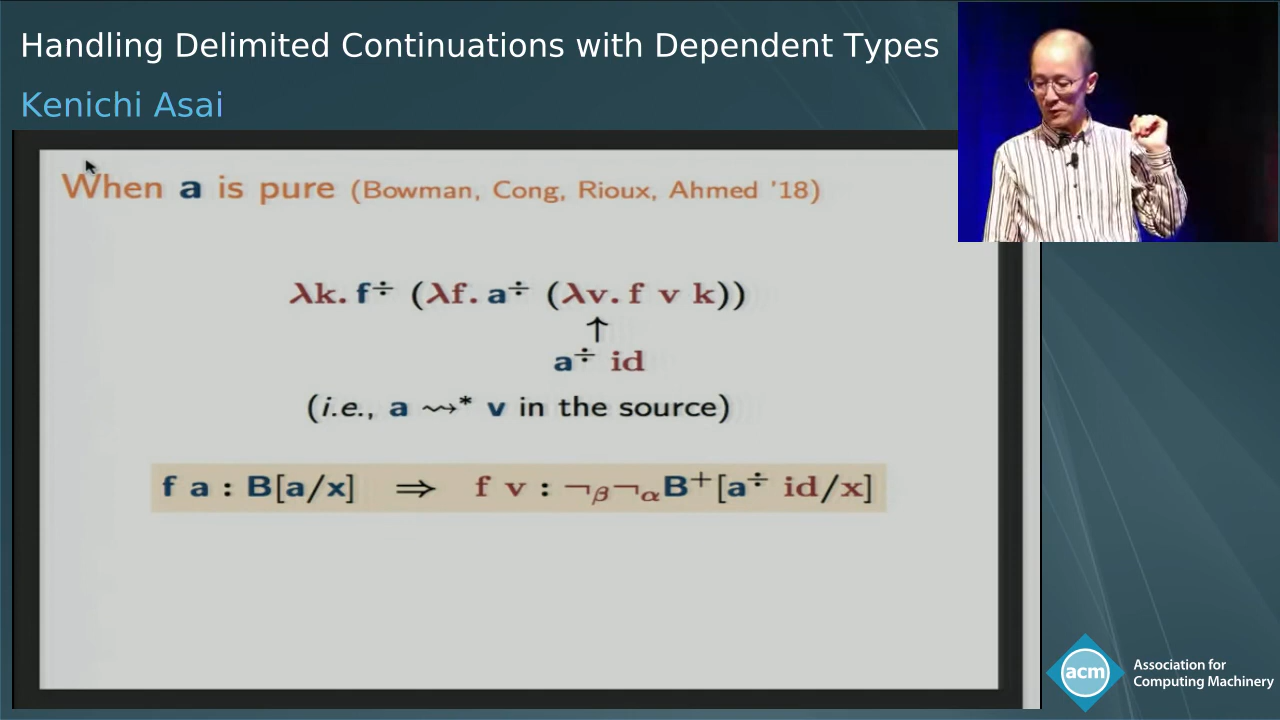 Handling Delimited Continuations with Dependent Types
Kenichi Asai
When a is pure (Bowman, Cong, Rioux, Ahmed '18)
λk. f÷ (λf. a÷ (λv. f v k))
↑
a÷ id
(i.e., a ⇝* v in the source)
f a : B[a/x] ⇒ f v : ¬β¬αB⁺[a÷ id/x]
acm
Association for
Computing Machinery